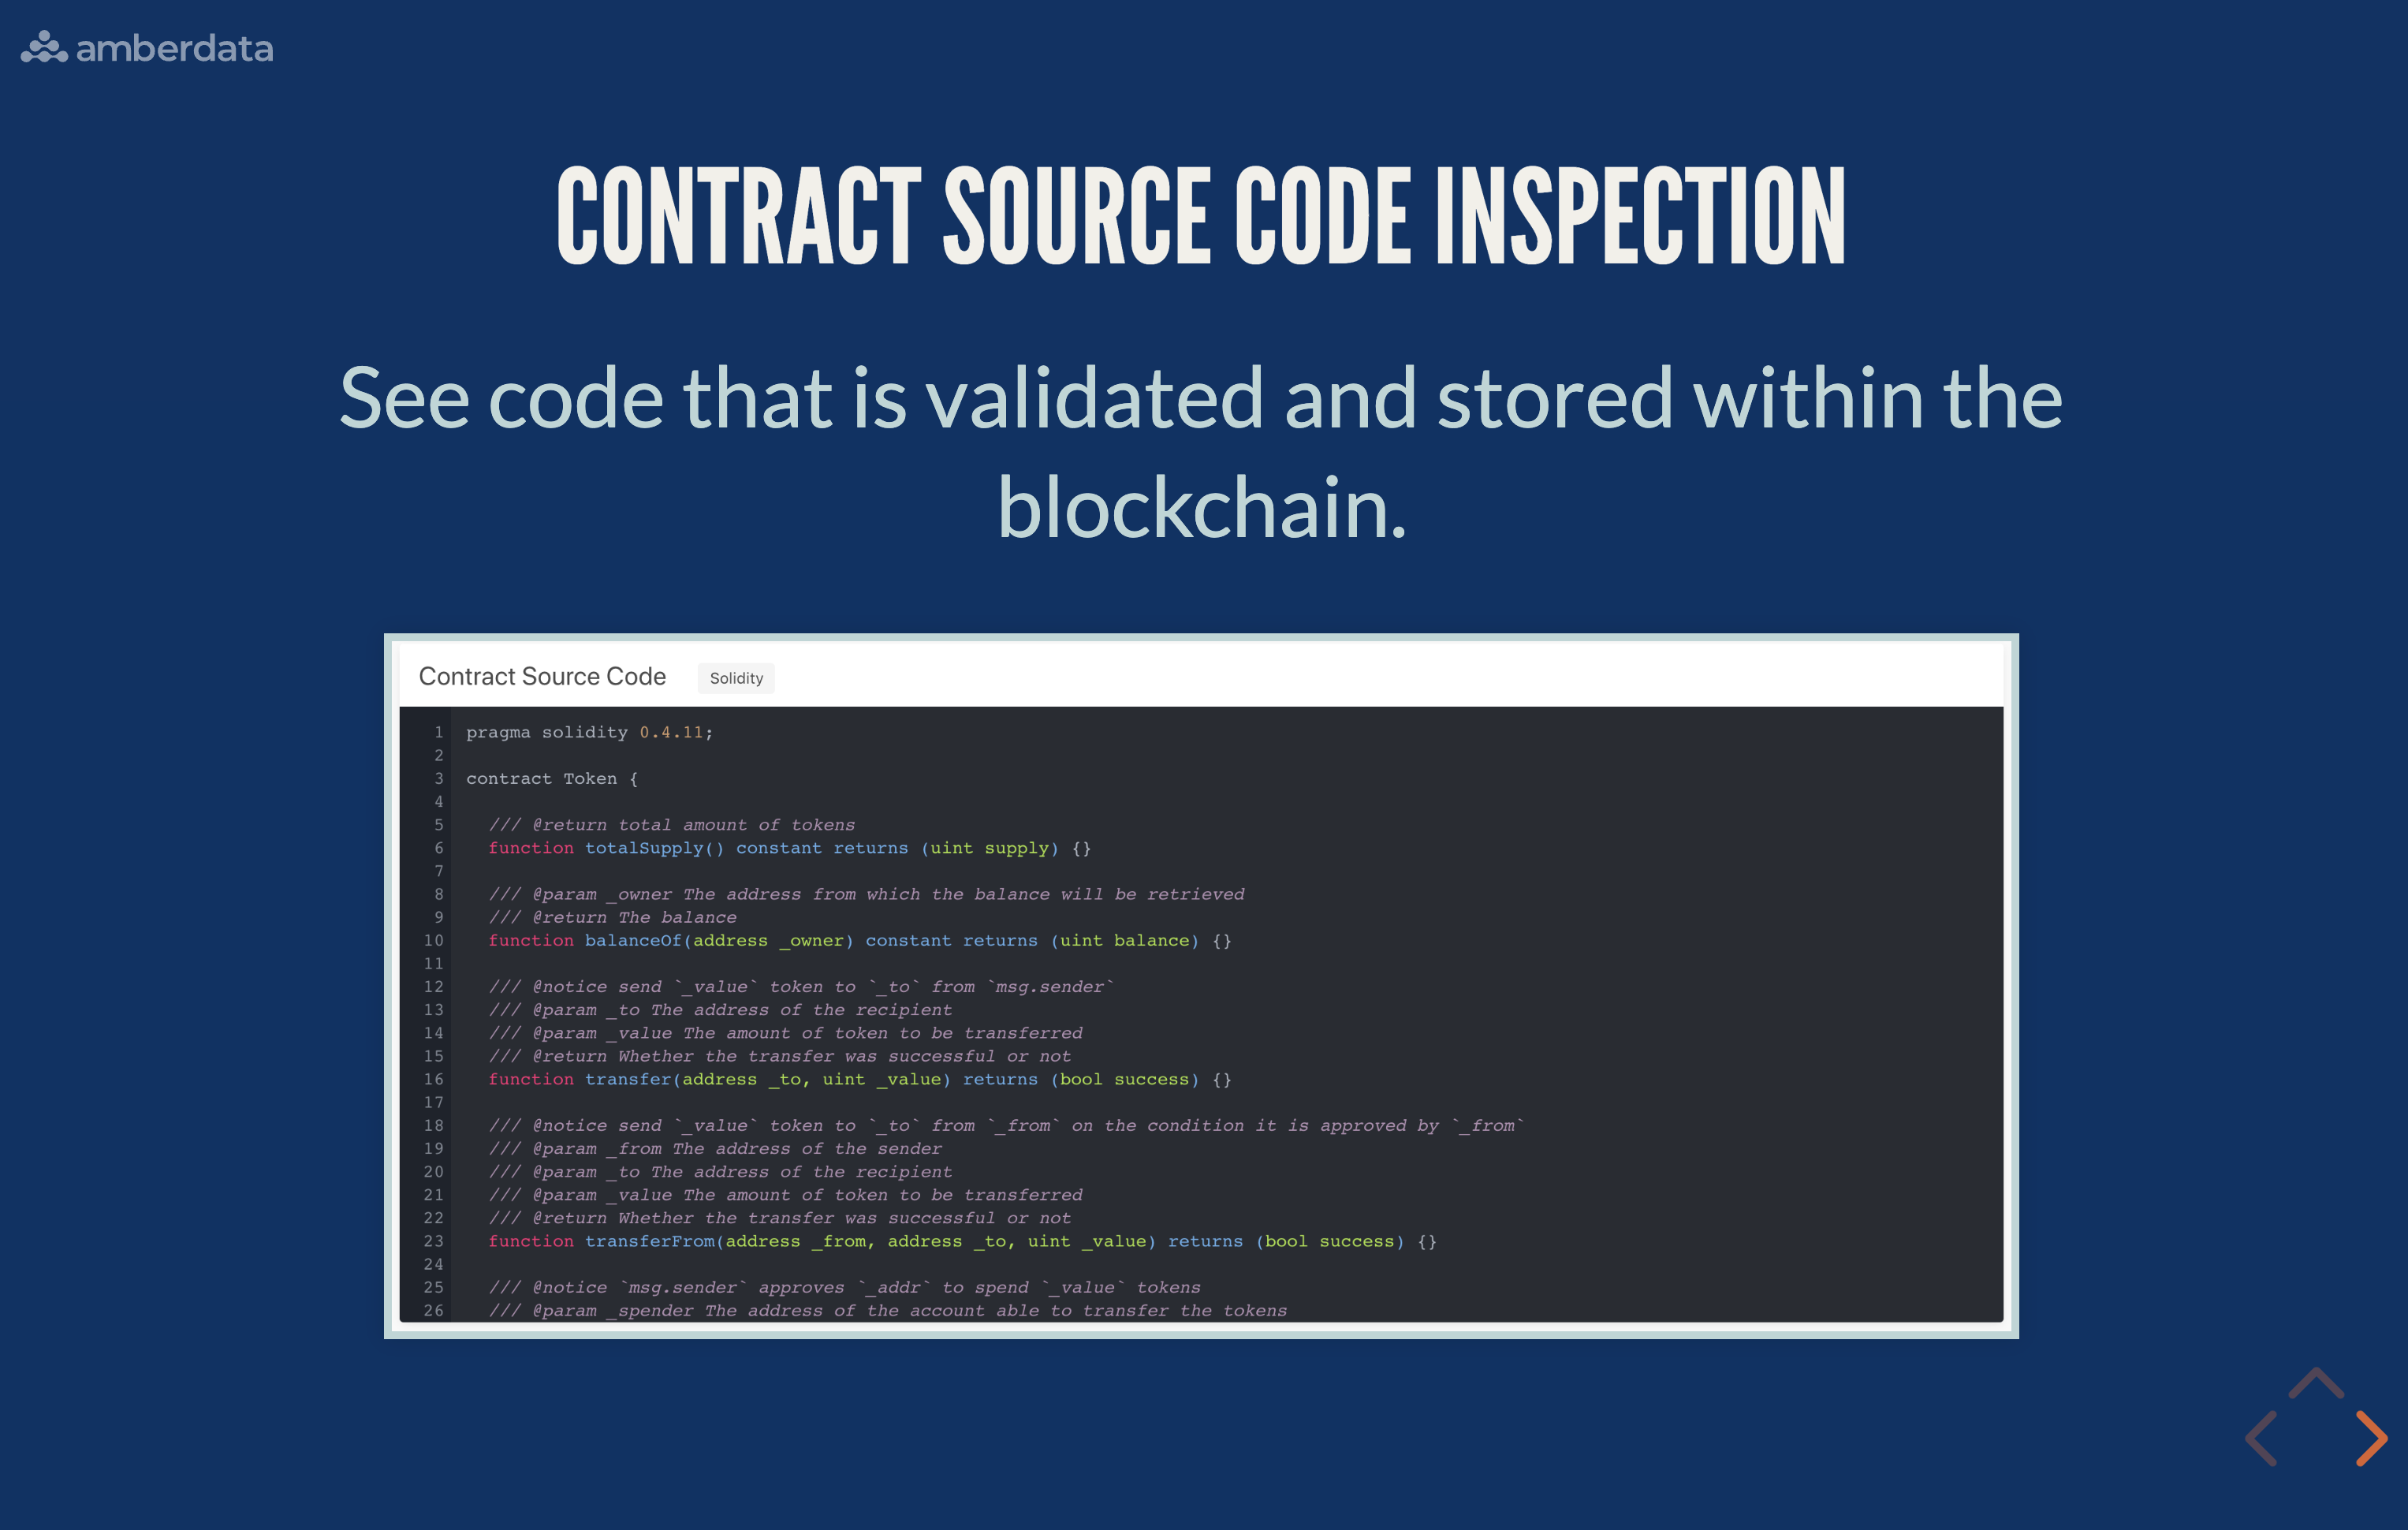 amberdata
CONTRACT SOURCE CODE INSPECTION
See code that is validated and stored within the
blockchain.
Contract Source Code Solidity
1 pragma solidity 0.4.11;
2
3 contract Token {
4
5 /// @return total amount of tokens
6 function totalSupply() constant returns (uint supply) {}
7
8 /// @param _owner The address from which the balance will be retrieved
9 /// @return The balance
10 function balanceOf(address _owner) constant returns (uint balance) {}
11
12 /// @notice send `_value` token to `_to` from `msg.sender`
13 /// @param _to The address of the recipient
14 /// @param _value The amount of token to be transferred
15 /// @return Whether the transfer was successful or not
16 function transfer(address _to, uint _value) returns (bool success) {}
17
18 /// @notice send `_value` token to `_to` from `_from` on the condition it is approved by `_from`
19 /// @param _from The address of the sender
20 /// @param _to The address of the recipient
21 /// @param _value The amount of token to be transferred
22 /// @return Whether the transfer was successful or not
23 function transferFrom(address _from, address _to, uint _value) returns (bool success) {}
24
25 /// @notice `msg.sender` approves `_addr` to spend `_value` tokens
26 /// @param _spender The address of the account able to transfer the tokens